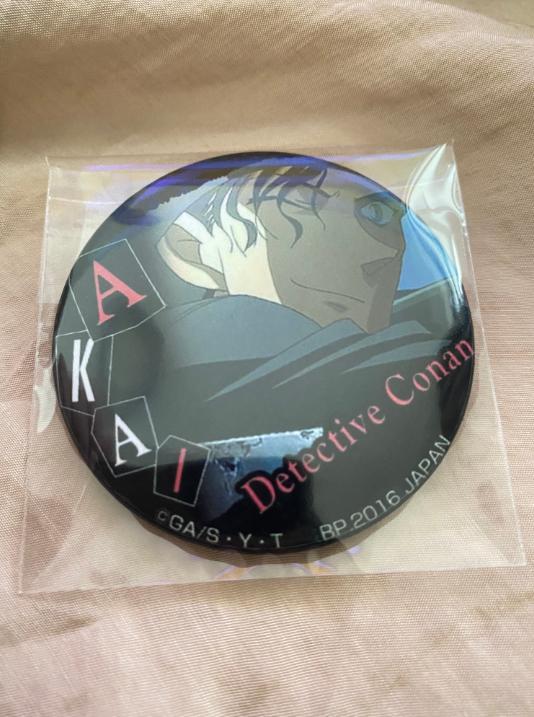 A
K
A
I
Detective Conan
©GA/S・Y・T BP.2016 JAPAN